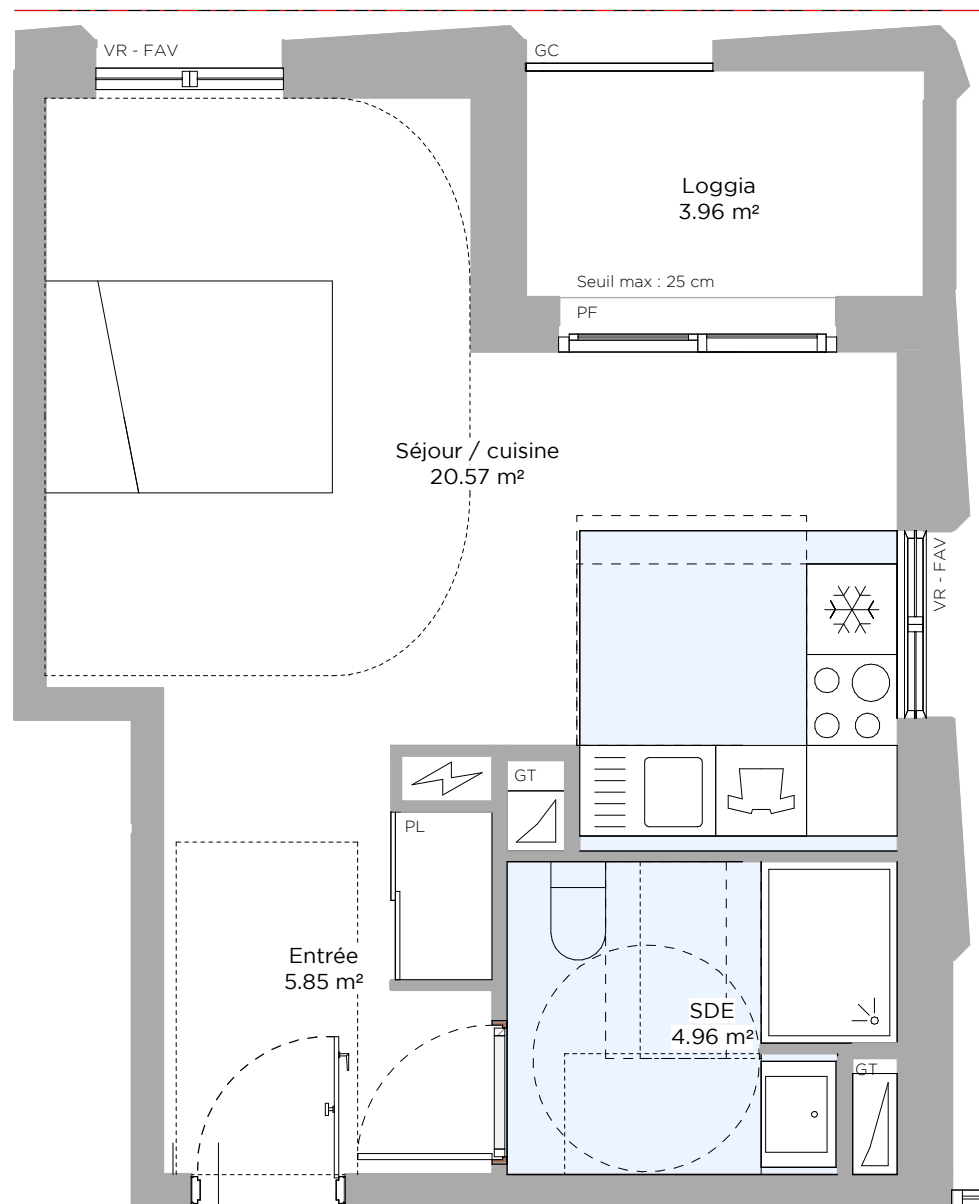 VR - FAV
GC
Loggia
3.96 m²
Seuil max : 25 cm
PF
Séjour / cuisine
20.57 m²
VR - FAV
GT
PL
Entrée
5.85 m²
SDE
4.96 m²
GT